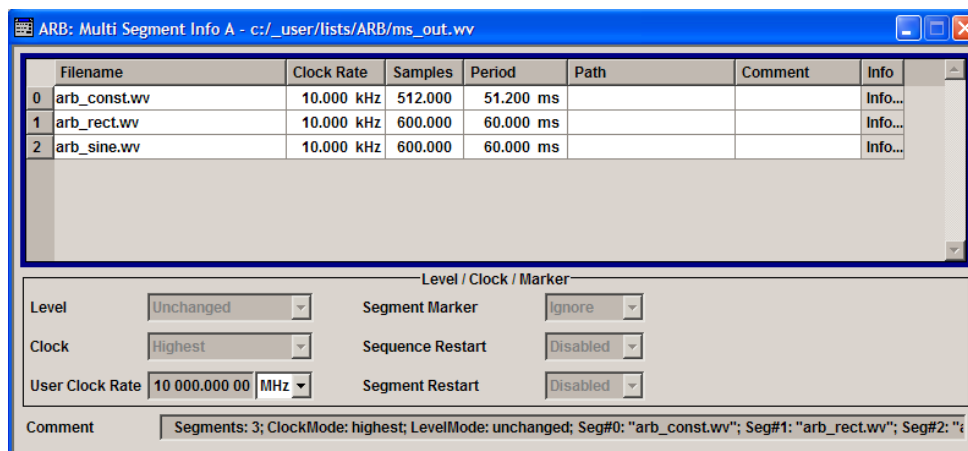 ARB: Multi Segment Info A - c:/_user/lists/ARB/ms_out.wv
Filename Clock Rate Samples Period Path Comment Info
0 arb_const.wv 10.000 kHz 512.000 51.200 ms Info...
1 arb_rect.wv 10.000 kHz 600.000 60.000 ms Info...
2 arb_sine.wv 10.000 kHz 600.000 60.000 ms Info...
Level / Clock / Marker
Level Unchanged Segment Marker Ignore
Clock Highest Sequence Restart Disabled
User Clock Rate 10 000.000 00 MHz Segment Restart Disabled
Comment Segments: 3; ClockMode: highest; LevelMode: unchanged; Seg#0: "arb_const.wv"; Seg#1: "arb_rect.wv"; Seg#2: "a